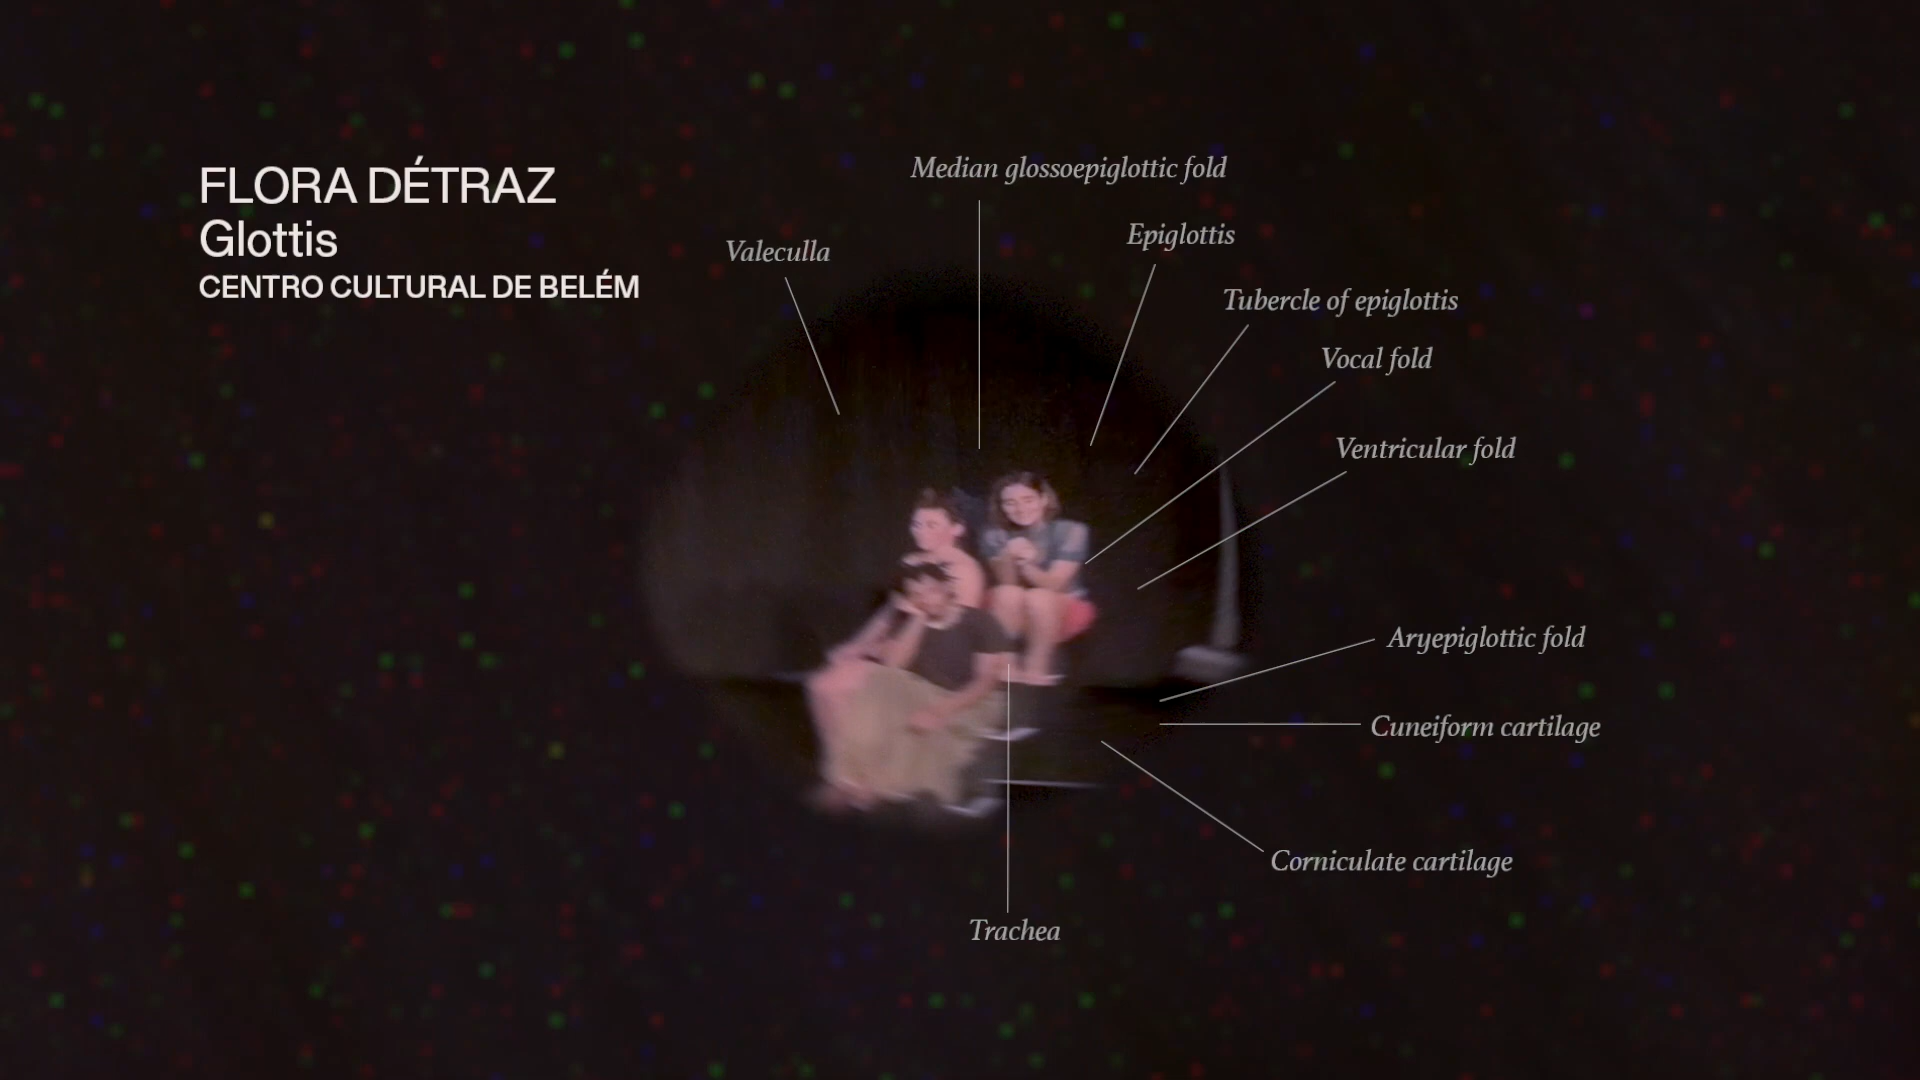 FLORA DÉTRAZ
Glottis
CENTRO CULTURAL DE BELÉM
Median glossoepiglottic fold
Epiglottis
Valeculla
Tubercle of epiglottis
Vocal fold
Ventricular fold
Aryepiglottic fold
Cuneiform cartilage
Corniculate cartilage
Trachea